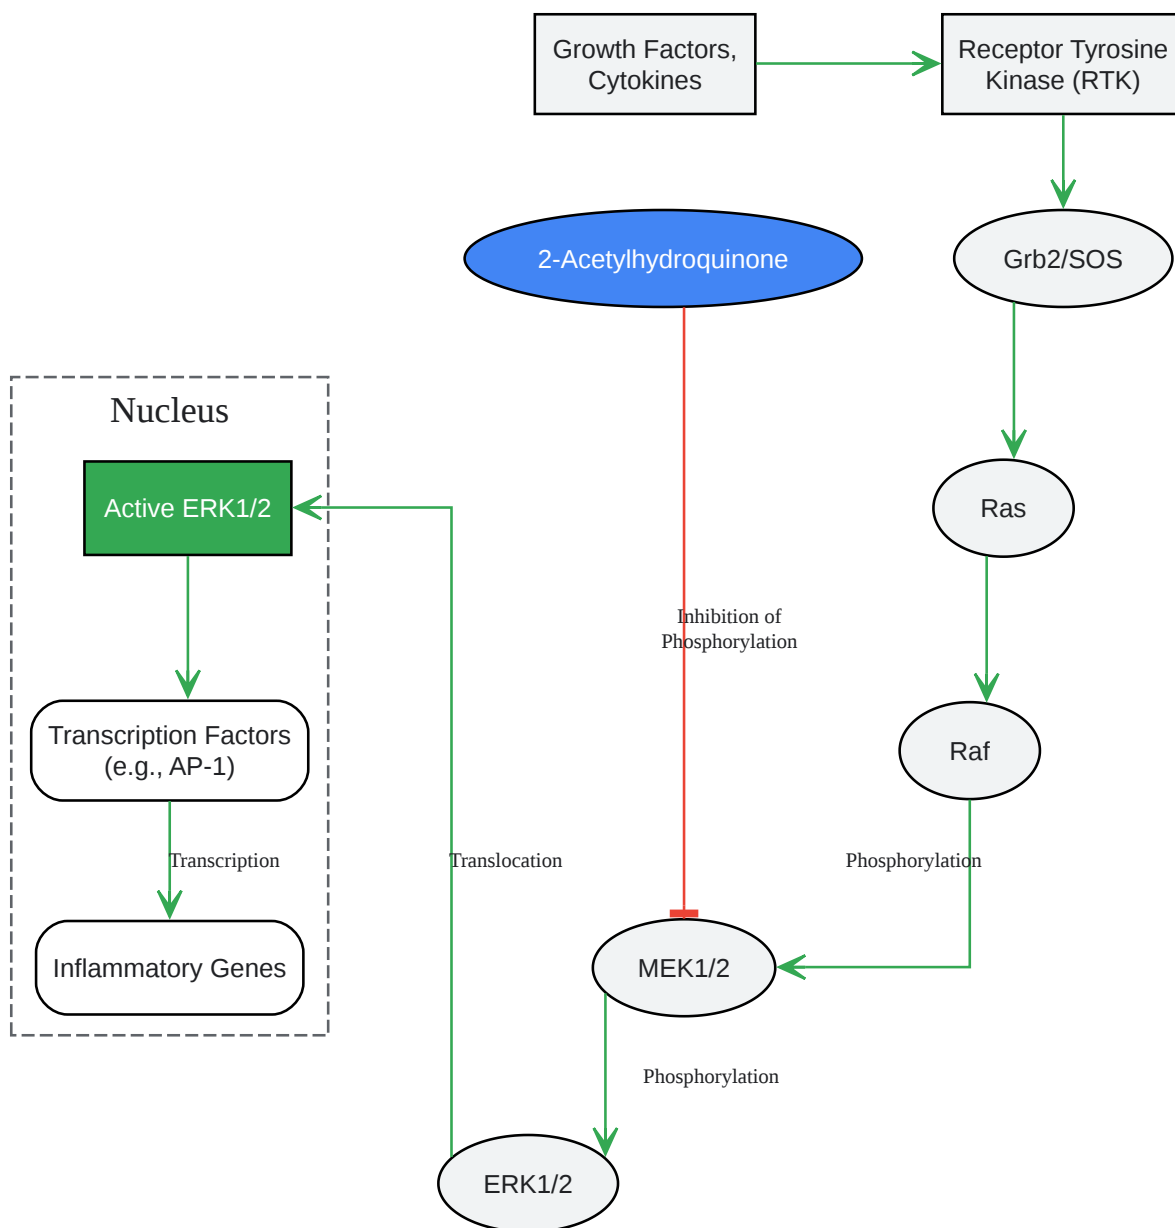 Growth Factors,
Cytokines
Receptor Tyrosine
Kinase (RTK)
2-Acetylhydroquinone
Grb2/SOS
Nucleus
Active ERK1/2
Ras
Inhibition of
Phosphorylation
Transcription Factors
(e.g., AP-1)
Raf
Transcription
Translocation
Phosphorylation
Inflammatory Genes
MEK1/2
Phosphorylation
ERK1/2